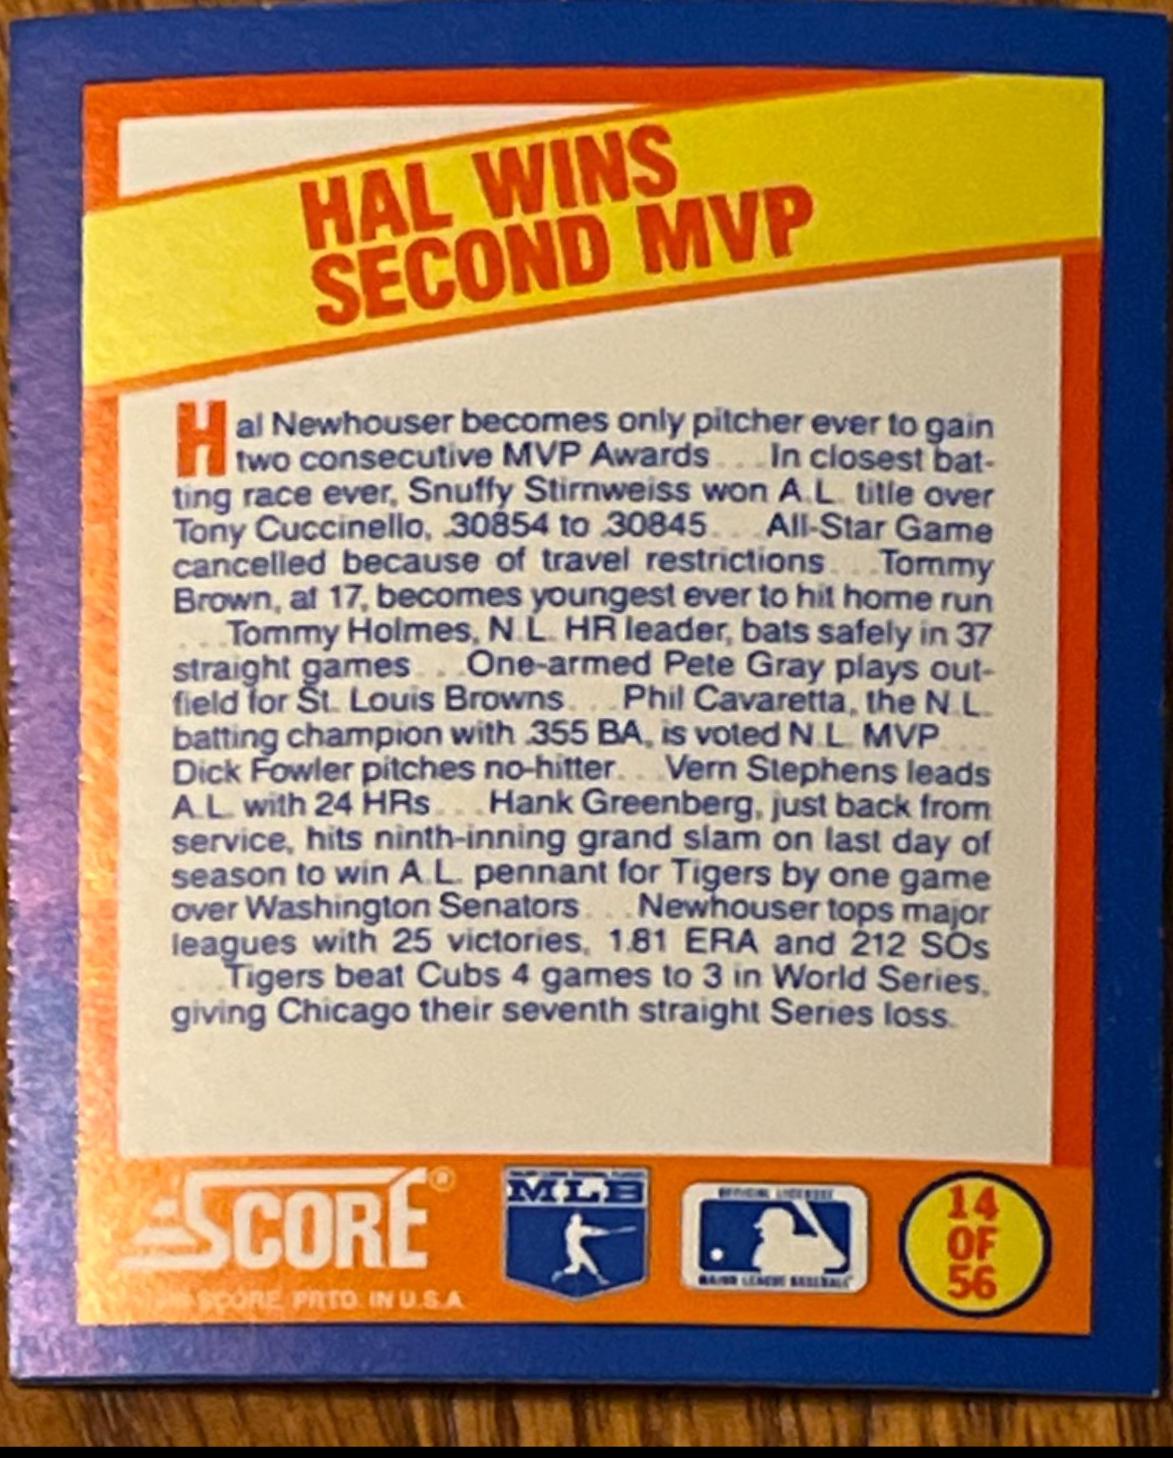 HAL WINS
SECOND MVP
Hal Newhouser becomes only pitcher ever to gain
two consecutive MVP Awards . . . In closest bat-
ting race ever, Snuffy Stirnweiss won A.L. title over
Tony Cuccinello, .30854 to .30845 . . . All-Star Game
cancelled because of travel restrictions . . . Tommy
Brown, at 17, becomes youngest ever to hit home run
. . . Tommy Holmes, N.L. HR leader, bats safely in 37
straight games . . . One-armed Pete Gray plays out-
field for St. Louis Browns . . . Phil Cavaretta, the N.L.
batting champion with .355 BA, is voted N.L. MVP . . .
Dick Fowler pitches no-hitter . . . Vern Stephens leads
A.L. with 24 HRs . . . Hank Greenberg, just back from
service, hits ninth-inning grand slam on last day of
season to win A.L. pennant for Tigers by one game
over Washington Senators . . . Newhouser tops major
leagues with 25 victories, 1.81 ERA and 212 SOs
. . . Tigers beat Cubs 4 games to 3 in World Series,
giving Chicago their seventh straight Series loss.
SCORE®
SCORE PRTD. IN U.S.A.
MLB
OFFICIAL LICENSEE
MAJOR LEAGUE BASEBALL
14
OF
56